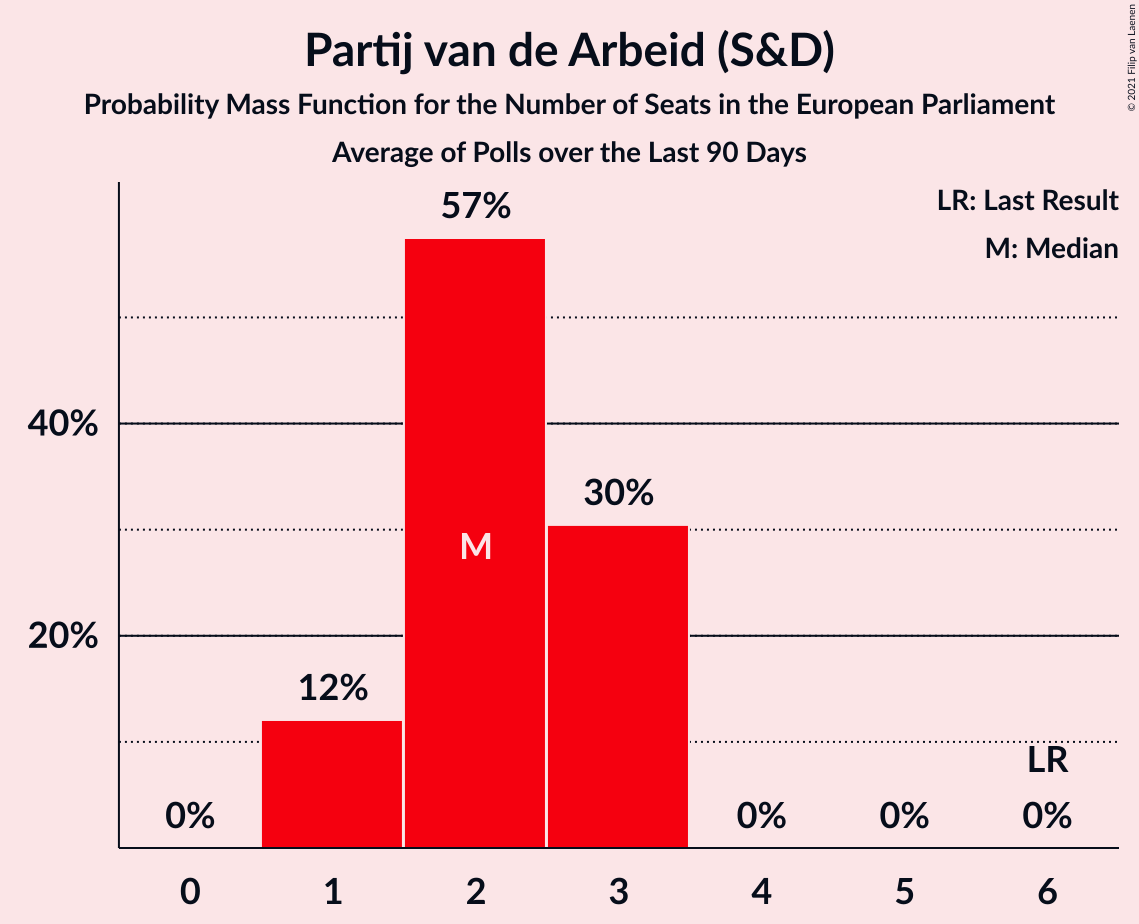 Partij van de Arbeid (S&D)
Probability Mass Function for the Number of Seats in the European Parliament
Average of Polls over the Last 90 Days
© 2021 Filip van Laenen
LR: Last Result
M: Median
57%
40%
30%
M
20%
12%
LR
0%
0%
0%
0%
0 1 2 3 4 5 6